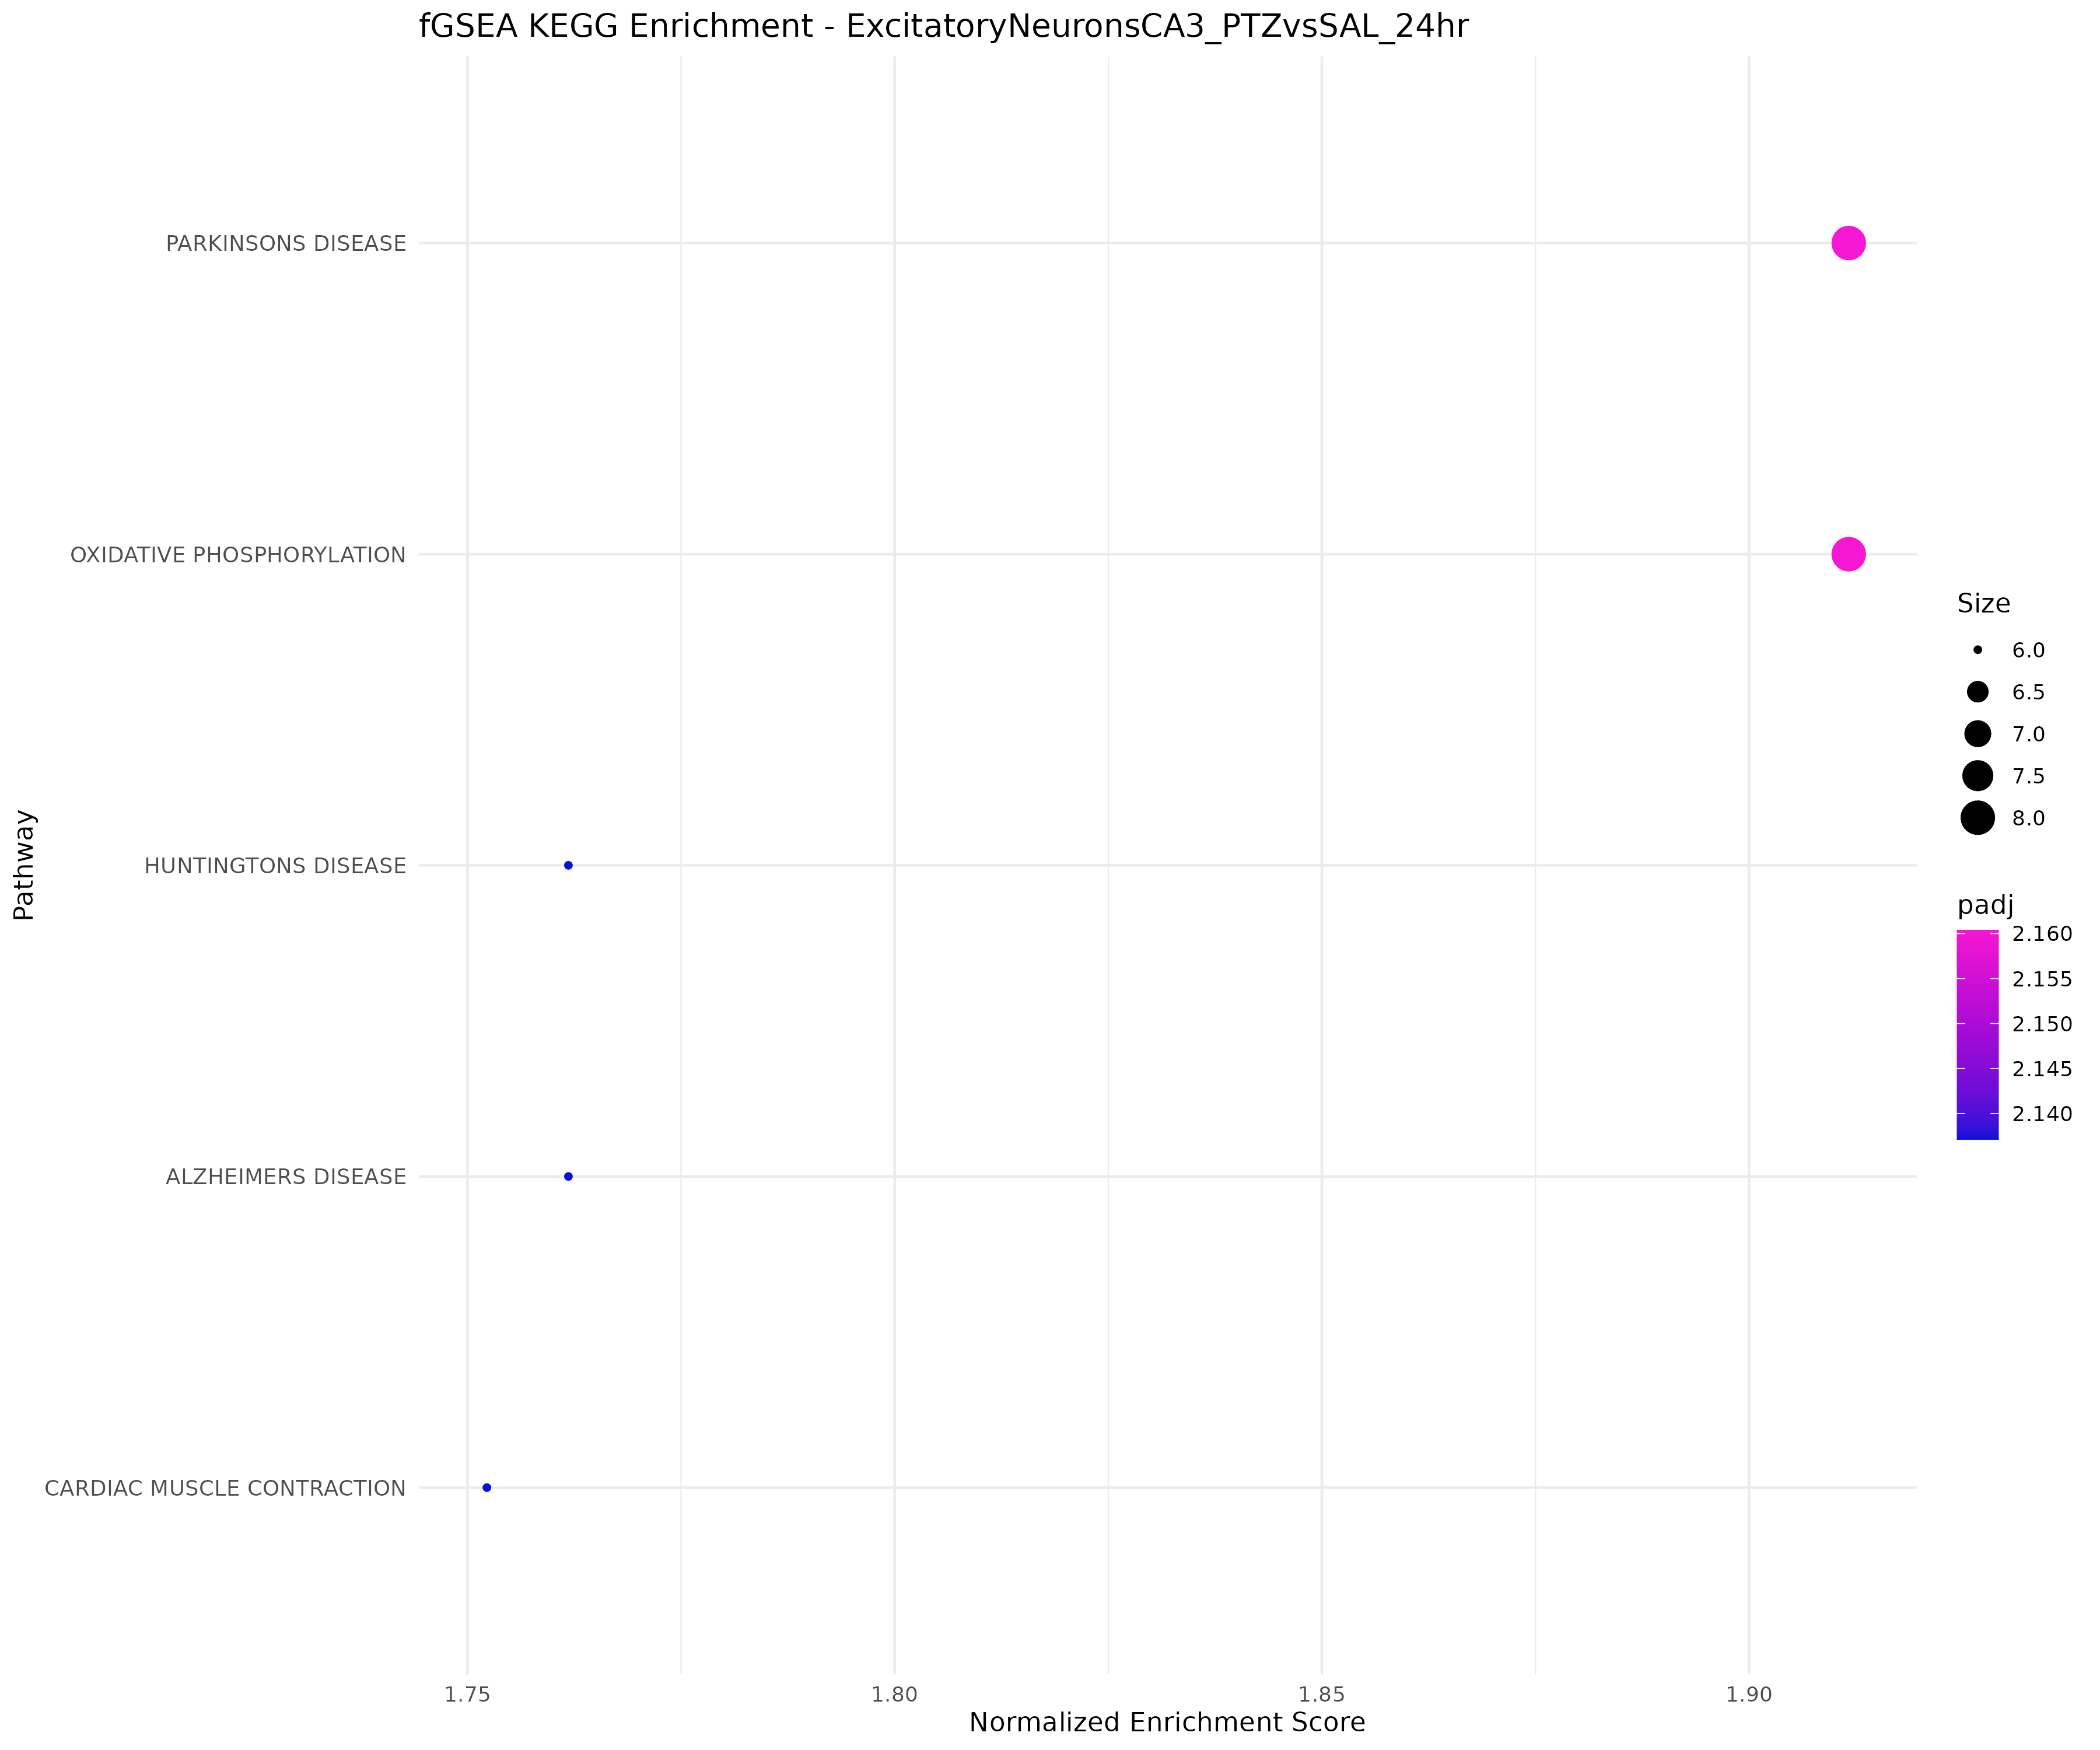 fGSEA KEGG Enrichment - ExcitatoryNeuronsCA3_PTZvsSAL_24hr
Pathway
PARKINSONS DISEASE
OXIDATIVE PHOSPHORYLATION
HUNTINGTONS DISEASE
ALZHEIMERS DISEASE
CARDIAC MUSCLE CONTRACTION
1.75
1.80
1.85
1.90
Normalized Enrichment Score
Size
6.0
6.5
7.0
7.5
8.0
padj
2.160
2.155
2.150
2.145
2.140